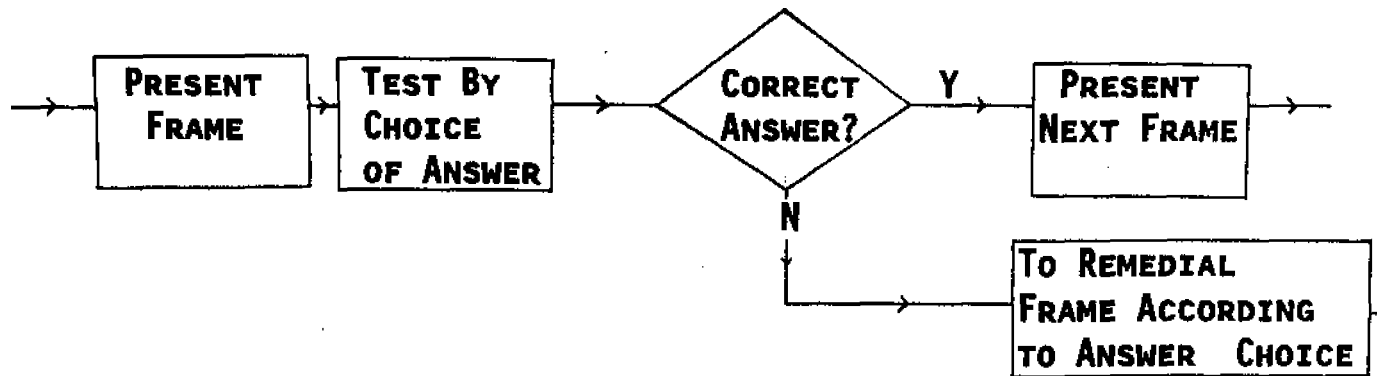 PRESENT
FRAME
TEST BY
CHOICE
OF ANSWER
CORRECT
ANSWER?
Y
PRESENT
NEXT FRAME
N
TO REMEDIAL
FRAME ACCORDING
TO ANSWER CHOICE